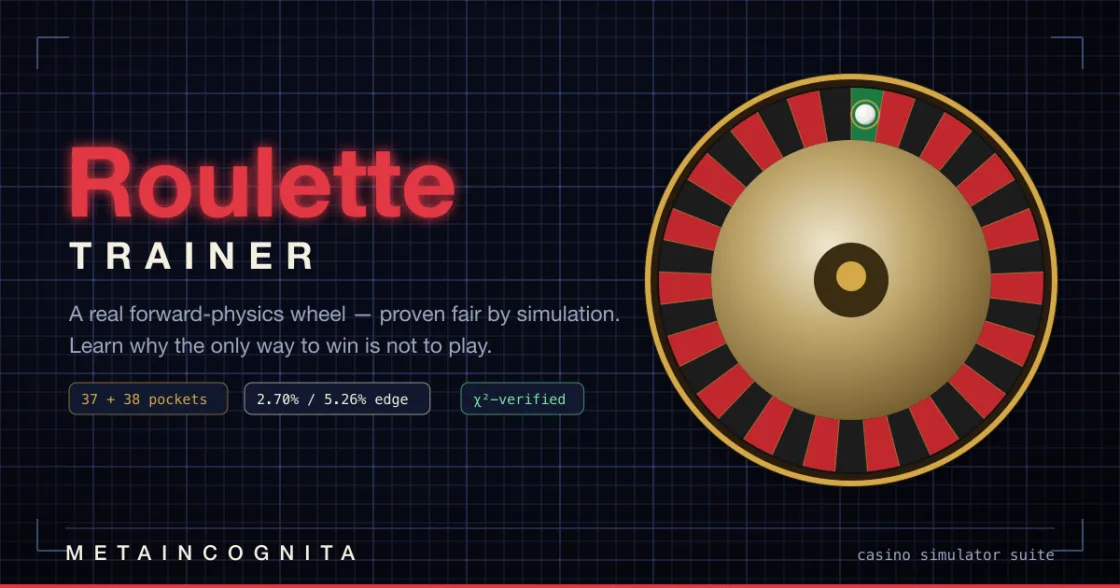 Roulette
TRAINER
A real forward-physics wheel — proven fair by simulation.
Learn why the only way to win is not to play.
37 + 38 pockets
2.70% / 5.26% edge
χ²-verified
METAINCOGNITA
casino simulator suite